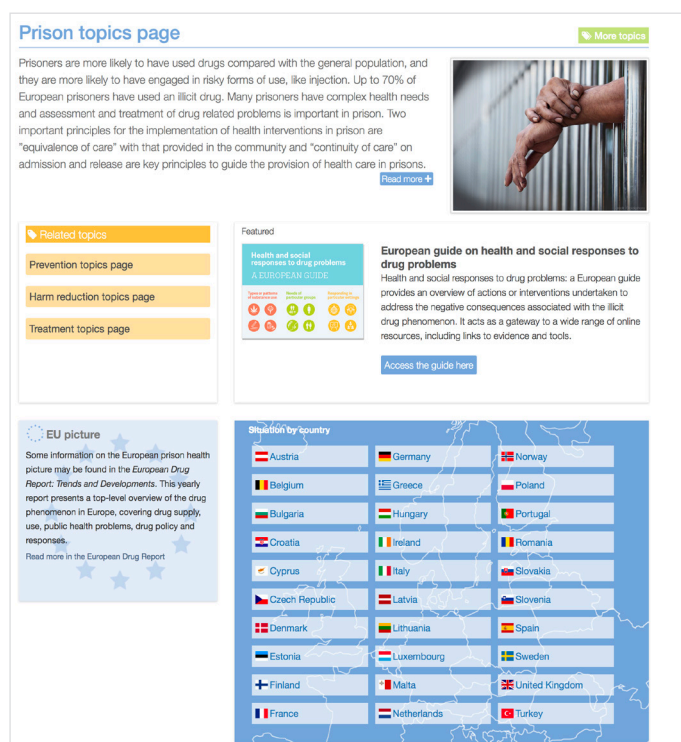 Prison topics page
More topics
Prisoners are more likely to have used drugs compared with the general population, and
they are more likely to have engaged in risky forms of use, like injection. Up to 70% of
European prisoners have used an illicit drug. Many prisoners have complex health needs
and assessment and treatment of drug related problems is important in prison. Two
important principles for the implementation of health interventions in prison are
"equivalence of care" with that provided in the community and "continuity of care" on
admission and release are key principles to guide the provision of health care in prisons.
Read more +
Related topics
Prevention topics page
Harm reduction topics page
Treatment topics page
Featured
Health and social
responses to drug problems
A EUROPEAN GUIDE
European guide on health and social responses to
drug problems
Health and social responses to drug problems: a European guide
provides an overview of actions or interventions undertaken to
address the negative consequences associated with the illicit
drug phenomenon. It acts as a gateway to a wide range of online
resources, including links to evidence and tools.
Access the guide here
EU picture
Some information on the European prison health
picture may be found in the European Drug
Report: Trends and Developments. This yearly
report presents a top-level overview of the drug
phenomenon in Europe, covering drug supply,
use, public health problems, drug policy and
responses.
Read more in the European Drug Report
Situation by country
Austria
Germany
Norway
Belgium
Greece
Poland
Bulgaria
Hungary
Portugal
Croatia
Ireland
Romania
Cyprus
Italy
Slovakia
Czech Republic
Latvia
Slovenia
Denmark
Lithuania
Spain
Estonia
Luxembourg
Sweden
Finland
Malta
United Kingdom
France
Netherlands
Turkey